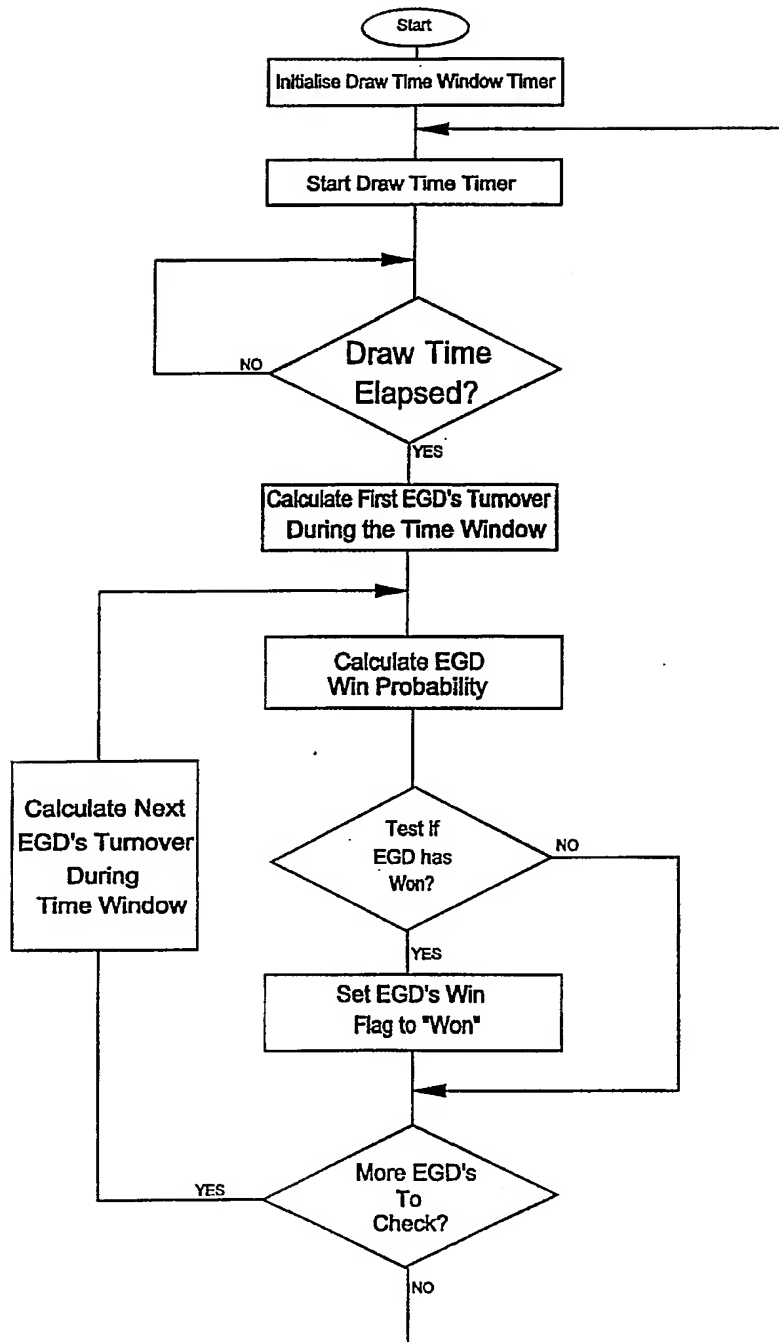 Start
Initialise Draw Time Window Timer
Start Draw Time Timer
Draw Time
Elapsed?
NO
YES
Calculate First EGD's Turnover
During the Time Window
Calculate EGD
Win Probability
Calculate Next
EGD's Turnover
During
Time Window
Test if
EGD has
Won?
NO
YES
Set EGD's Win
Flag to "Won"
More EGD's
To
Check?
YES
NO